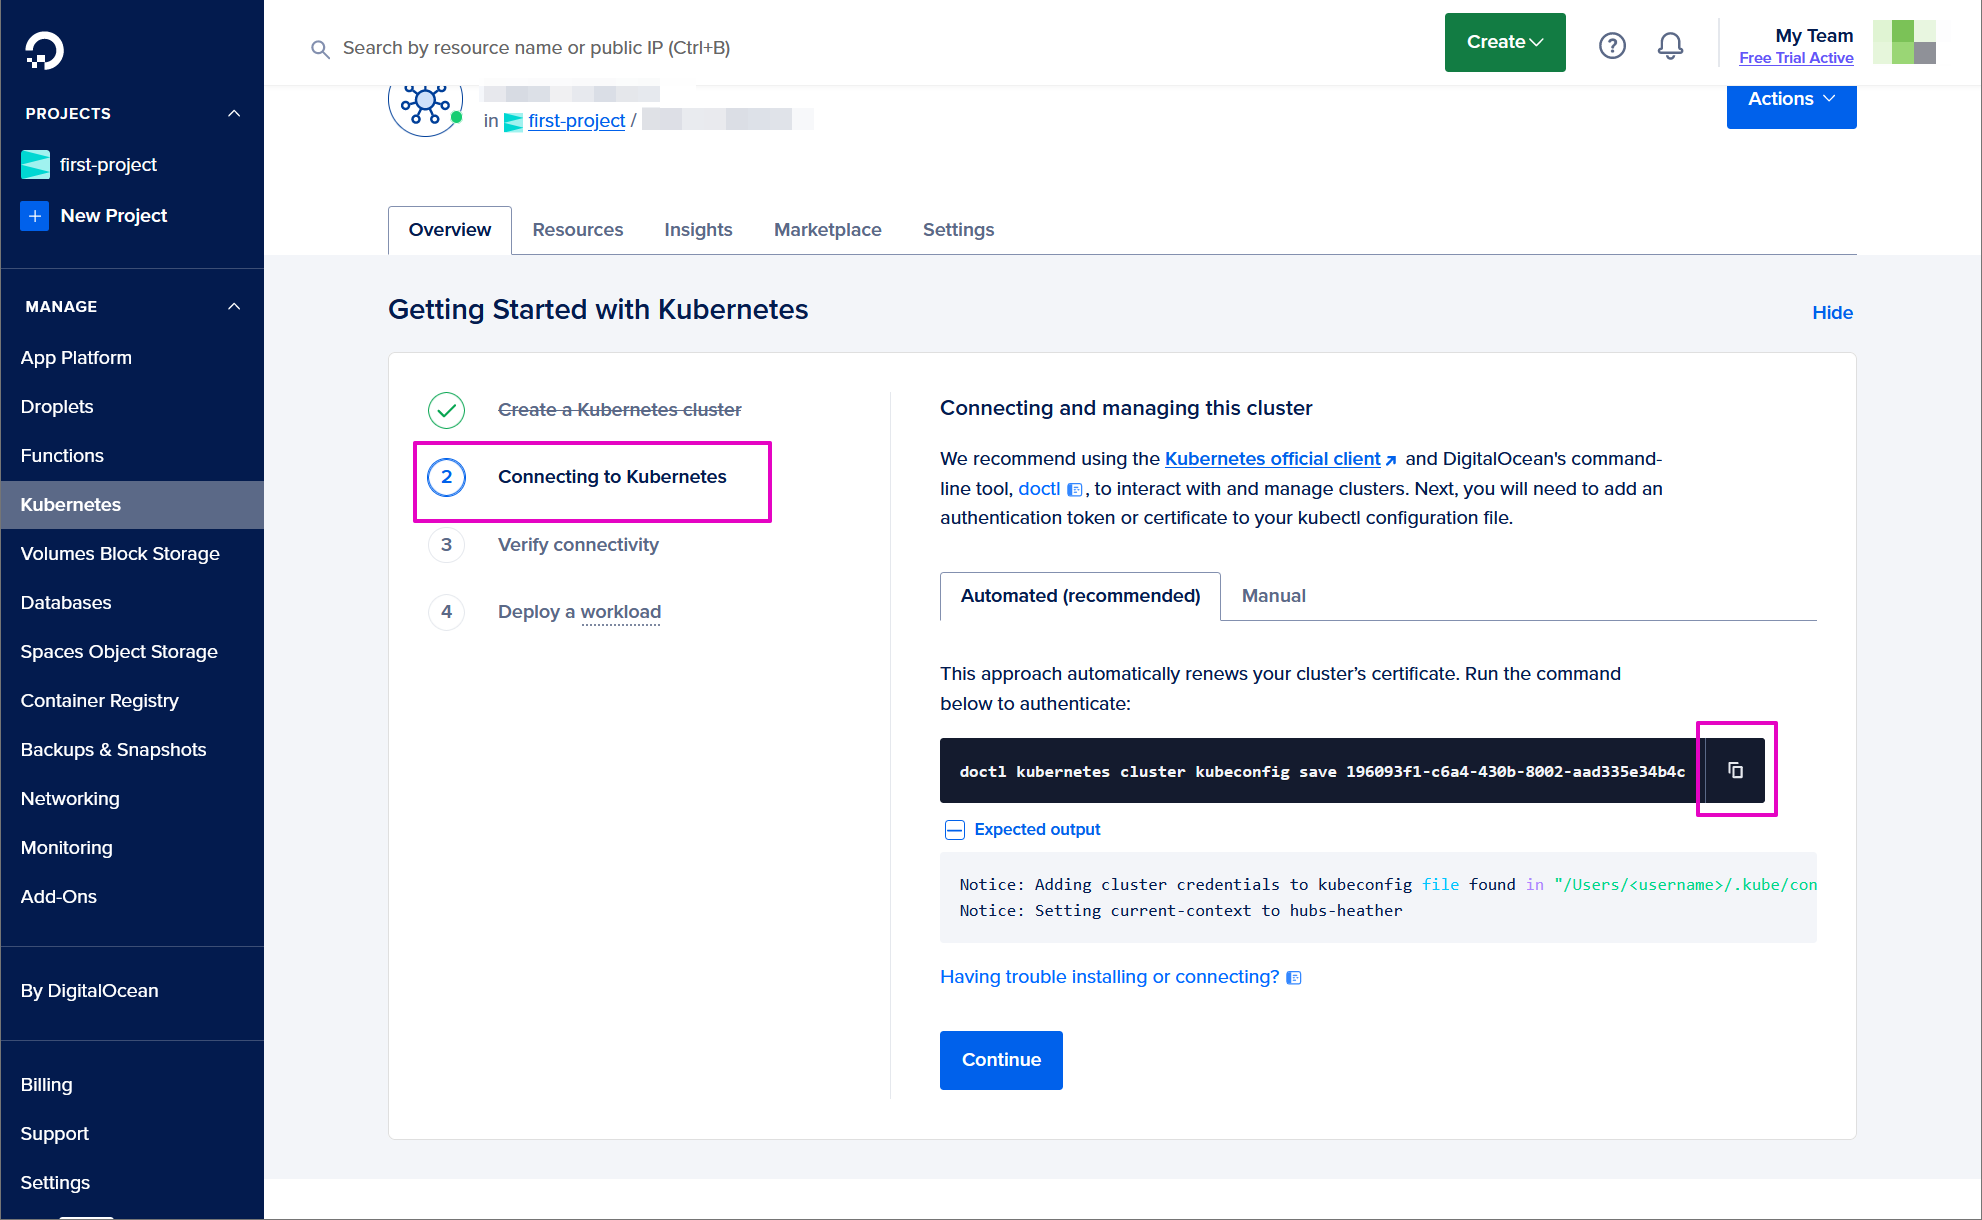 Search by resource name or public IP (Ctrl+B)
Create
?
My Team
Free Trial Active
PROJECTS
first-project
New Project
MANAGE
App Platform
Droplets
Functions
Kubernetes
Volumes Block Storage
Databases
Spaces Object Storage
Container Registry
Backups & Snapshots
Networking
Monitoring
Add-Ons
By DigitalOcean
Billing
Support
Settings
in first-project /
Actions
Overview
Resources
Insights
Marketplace
Settings
Getting Started with Kubernetes
Hide
Create a Kubernetes cluster
2 Connecting to Kubernetes
3 Verify connectivity
4 Deploy a workload
Connecting and managing this cluster
We recommend using the Kubernetes official client and DigitalOcean's command-
line tool, doctl , to interact with and manage clusters. Next, you will need to add an
authentication token or certificate to your kubectl configuration file.
Automated (recommended)
Manual
This approach automatically renews your cluster’s certificate. Run the command
below to authenticate:
doctl kubernetes cluster kubeconfig save 196093f1-c6a4-430b-8002-aad335e34b4c
Expected output
Notice: Adding cluster credentials to kubeconfig file found in "/Users/<username>/.kube/con
Notice: Setting current-context to hubs-heather
Having trouble installing or connecting?
Continue